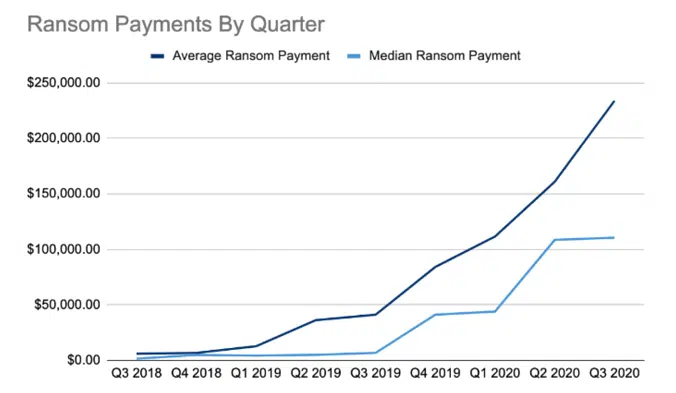 Ransom Payments By Quarter
Average Ransom Payment Median Ransom Payment
$250,000.00
$200,000.00
$150,000.00
$100,000.00
$50,000.00
$0.00
Q3 2018 Q4 2018 Q1 2019 Q2 2019 Q3 2019 Q4 2019 Q1 2020 Q2 2020 Q3 2020